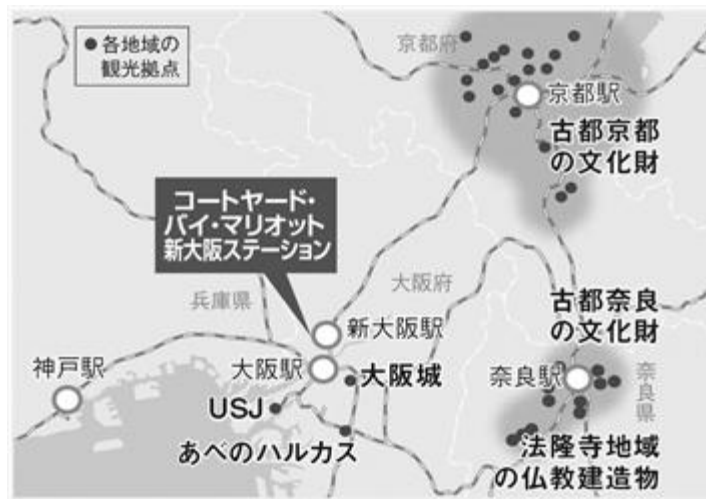 ●各地域の
観光拠点
京都府
京都駅
古都京都
の文化財
コートヤード・
バイ・マリオット
新大阪ステーション
兵庫県
大阪府
新大阪駅
古都奈良
の文化財
神戸駅
大阪駅
大阪城
奈良駅
奈良県
USJ
あべのハルカス
法隆寺地域
の仏教建造物